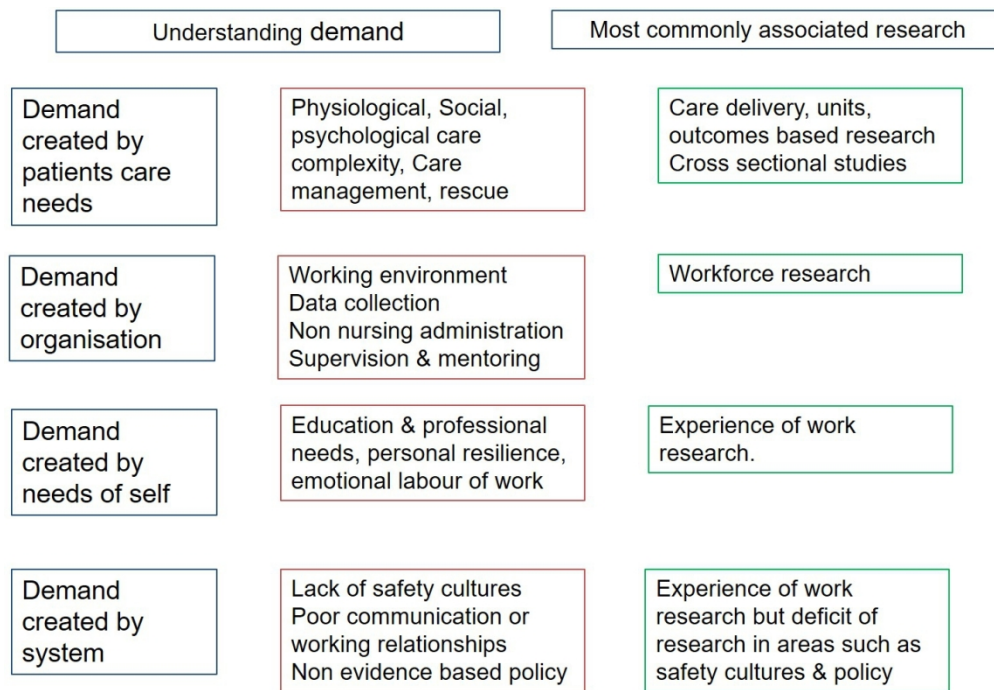 Understanding demand
Most commonly associated research
Demand
created by
patients care
needs
Physiological, Social,
psychological care
complexity, Care
management, rescue
Care delivery, units,
outcomes based research
Cross sectional studies
Demand
created by
organisation
Working environment
Data collection
Non nursing administration
Supervision & mentoring
Workforce research
Demand
created by
needs of self
Education & professional
needs, personal resilience,
emotional labour of work
Experience of work
research.
Demand
created by
system
Lack of safety cultures
Poor communication or
working relationships
Non evidence based policy
Experience of work
research but deficit of
research in areas such as
safety cultures & policy